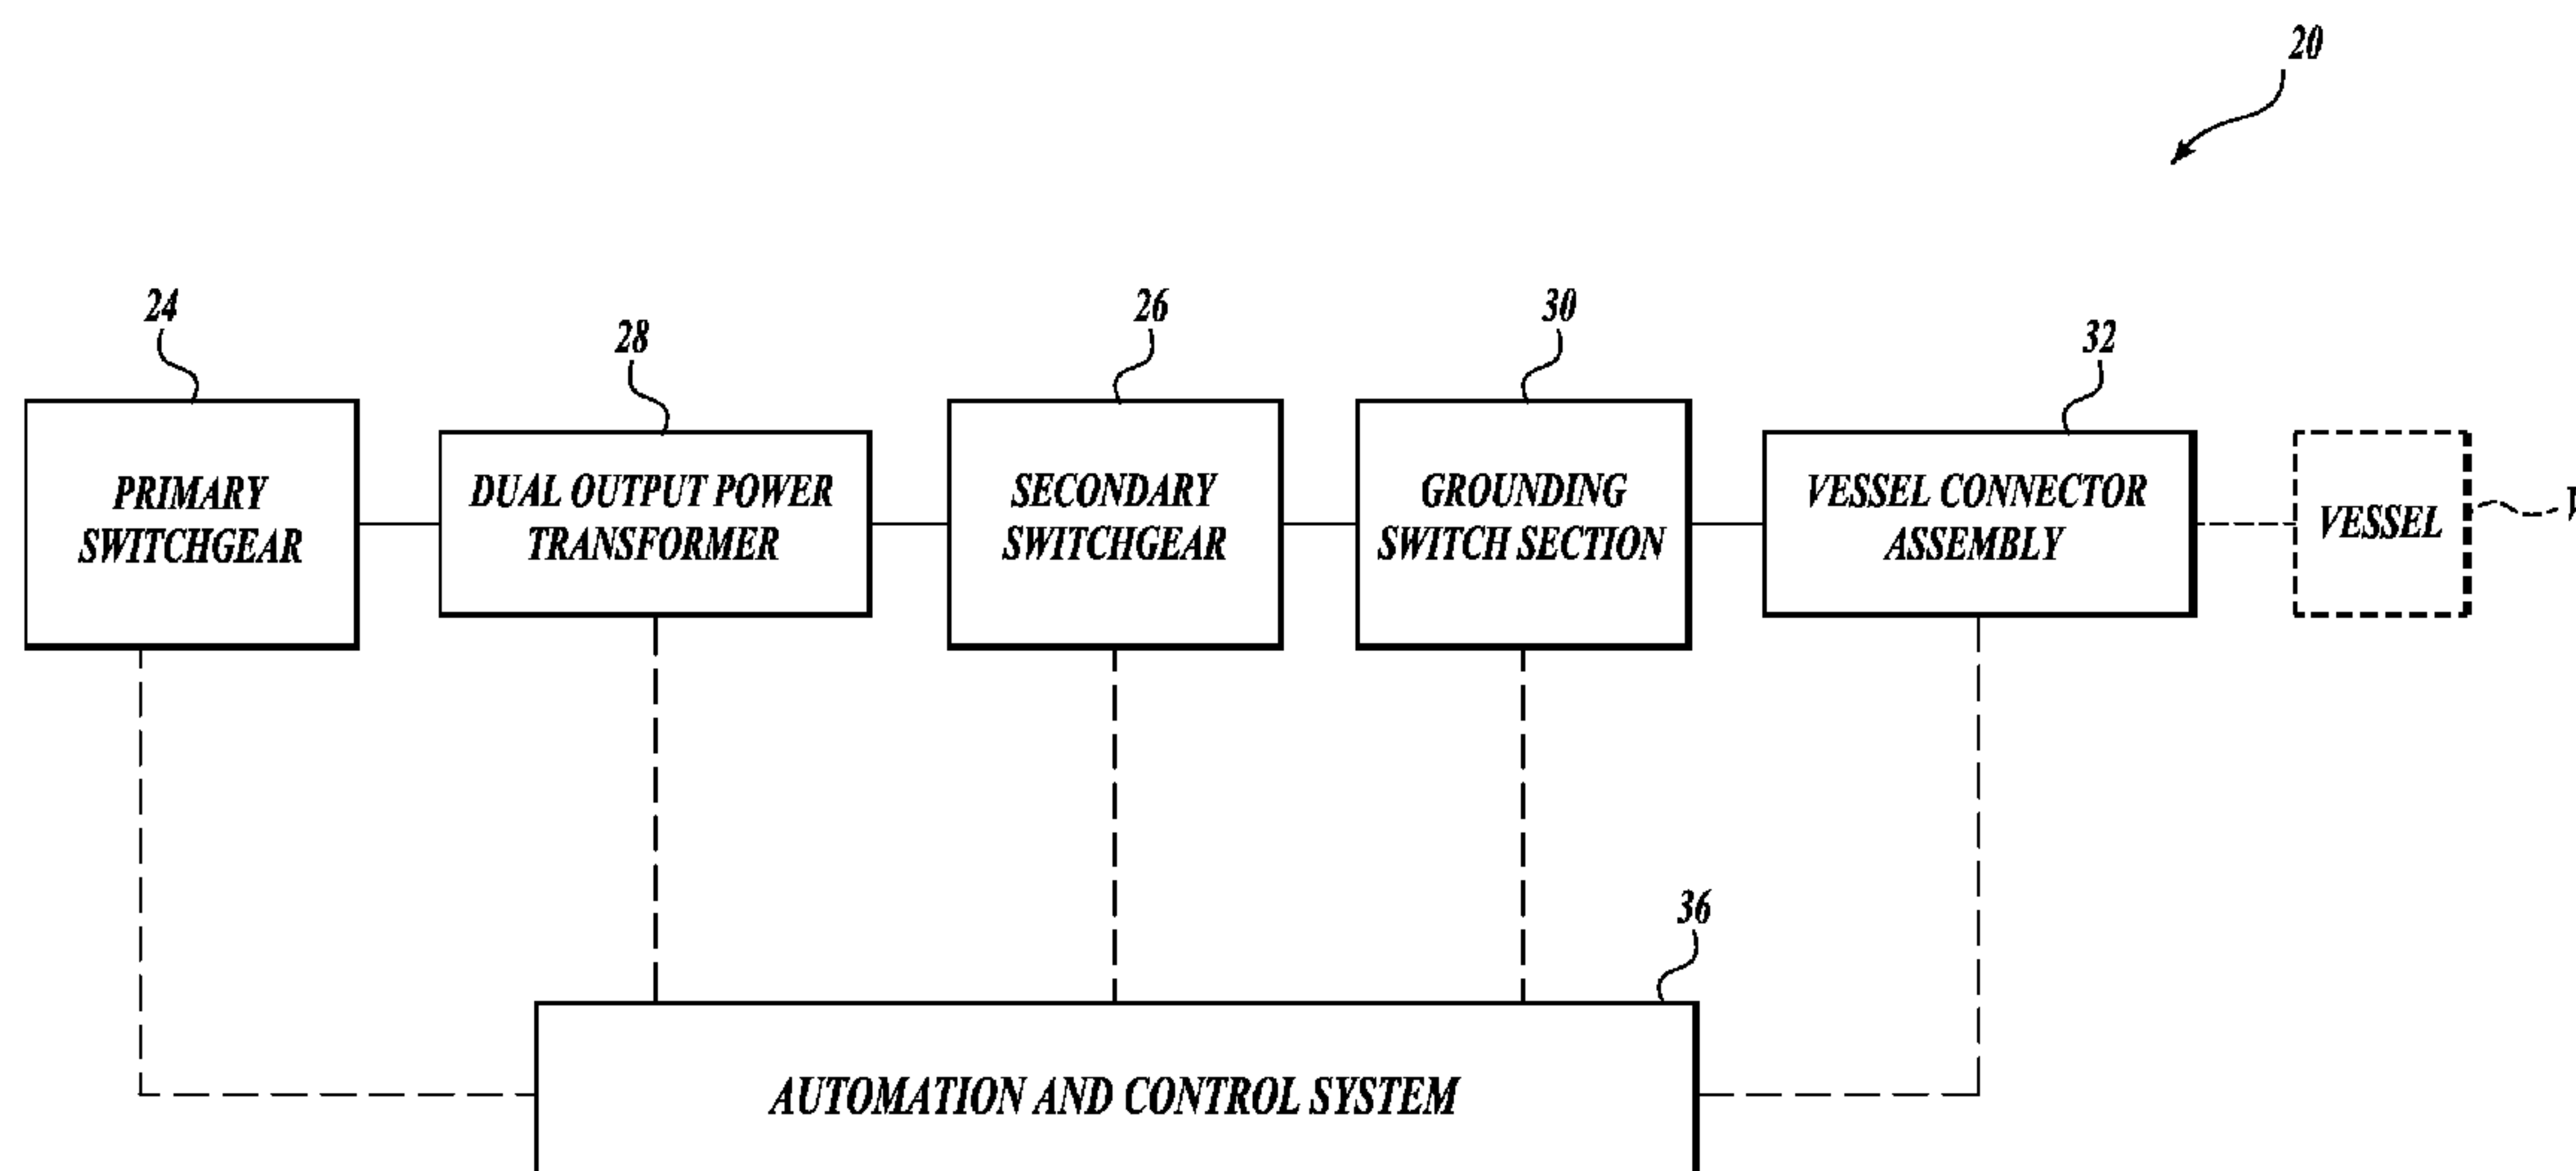 20
24
28
26
30
32
PRIMARY
SWITCHGEAR
DUAL OUTPUT POWER
TRANSFORMER
SECONDARY
SWITCHGEAR
GROUNDING
SWITCH SECTION
VESSEL CONNECTOR
ASSEMBLY
VESSEL
36
AUTOMATION AND CONTROL SYSTEM